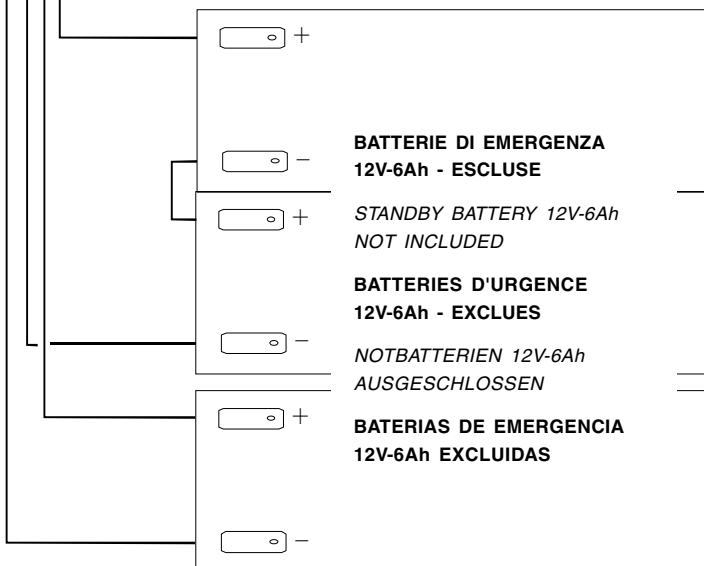 +
BATTERIE DI EMERGENZA
12V-6Ah - ESCLUSE
−
+
STANDBY BATTERY 12V-6Ah
NOT INCLUDED
BATTERIES D'URGENCE
12V-6Ah - EXCLUES
−
NOTBATTERIEN 12V-6Ah
AUSGESCHLOSSEN
+
BATERIAS DE EMERGENCIA
12V-6Ah EXCLUIDAS
−